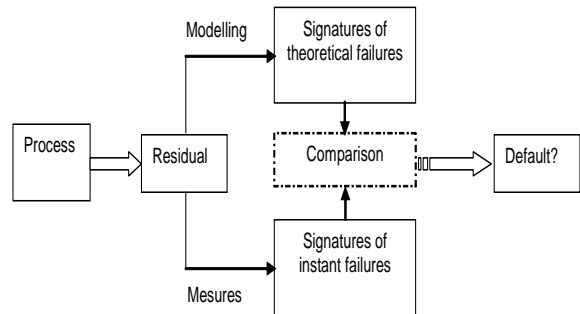 Modelling
Signatures of
theoretical failures
Process
Residual
Comparison
Default?
Signatures of
instant failures
Mesures